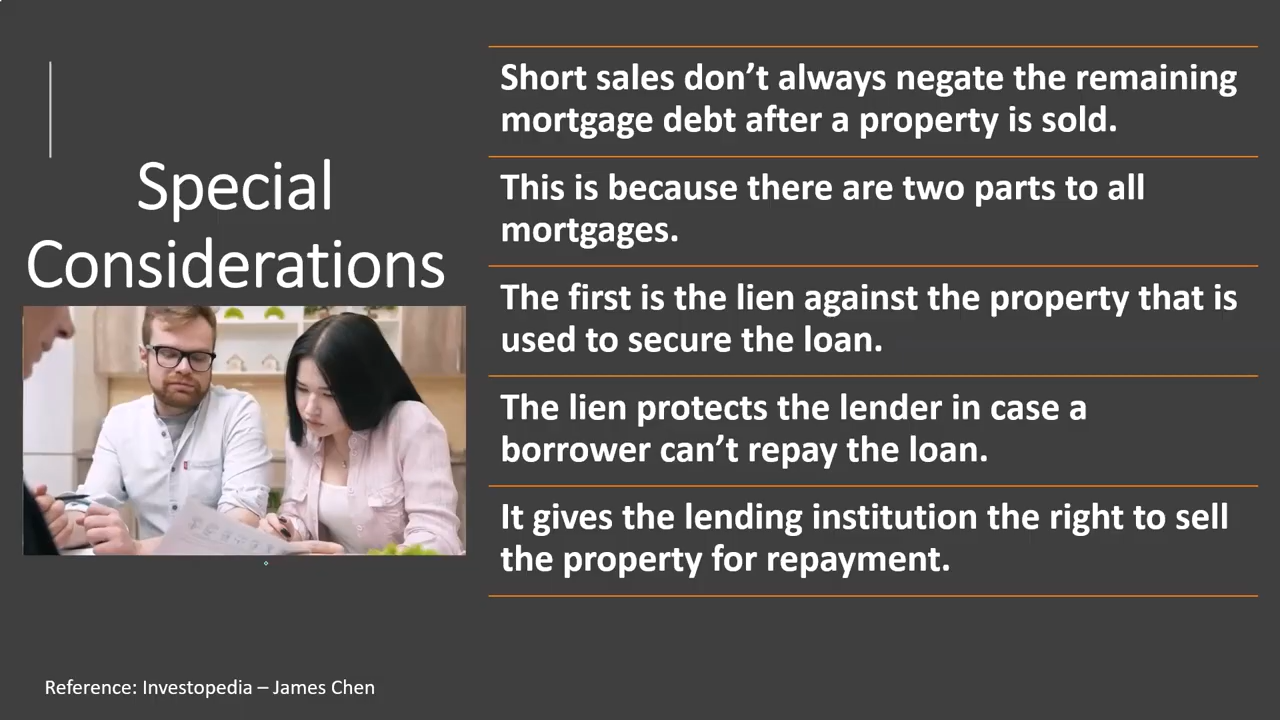 Special
Considerations
Short sales don’t always negate the remaining
mortgage debt after a property is sold.
This is because there are two parts to all
mortgages.
The first is the lien against the property that is
used to secure the loan.
The lien protects the lender in case a
borrower can’t repay the loan.
It gives the lending institution the right to sell
the property for repayment.
Reference: Investopedia – James Chen